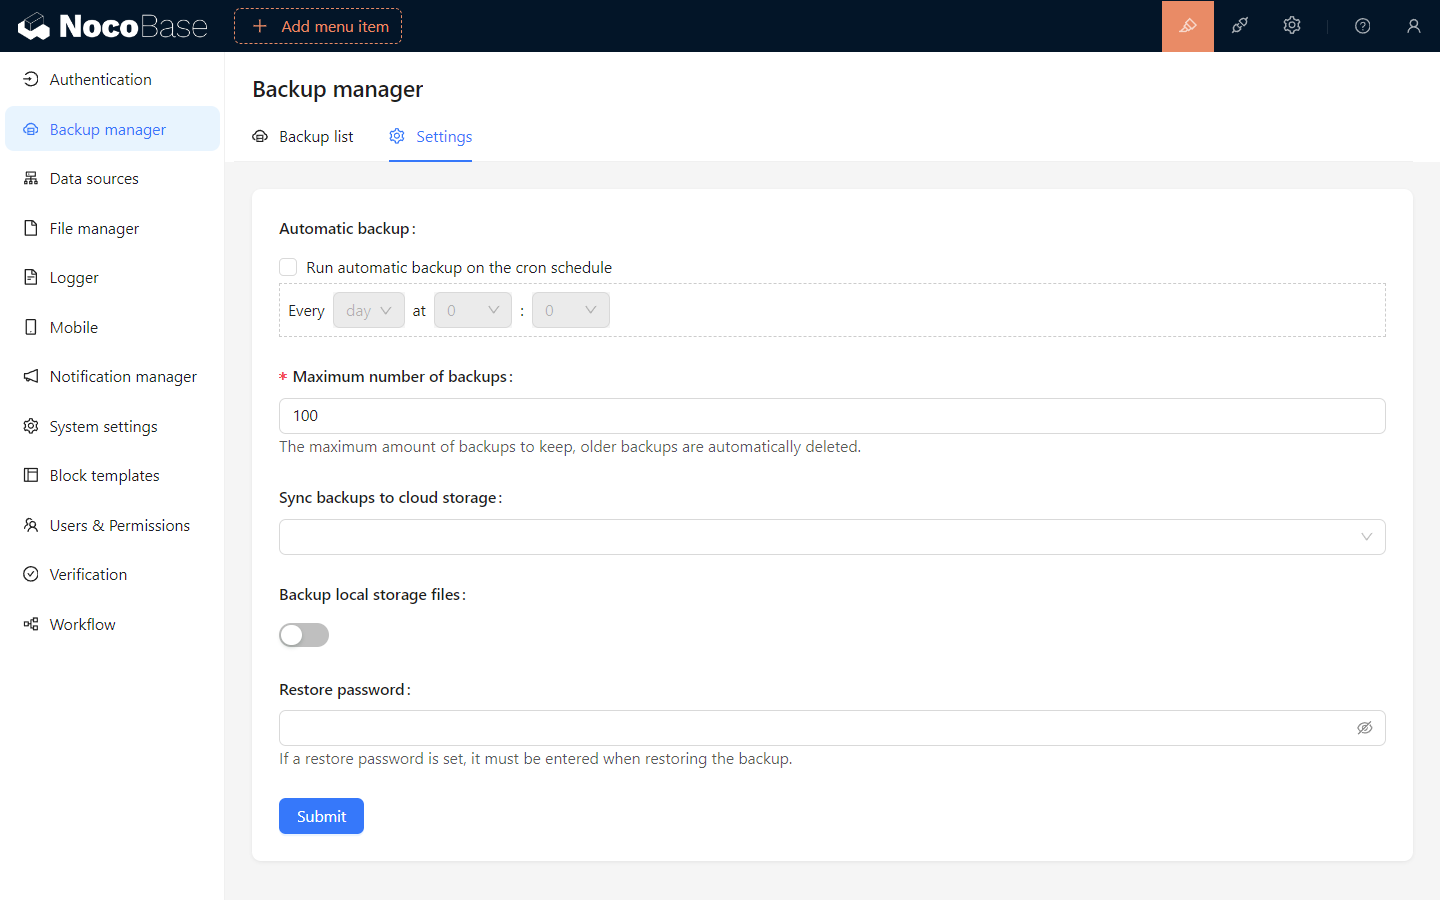 NocoBase
Add menu item
Authentication
Backup manager
Data sources
File manager
Logger
Mobile
Notification manager
System settings
Block templates
Users & Permissions
Verification
Workflow
Backup manager
Backup list
Settings
Automatic backup:
Run automatic backup on the cron schedule
Every day at 0 : 0
* Maximum number of backups:
100
The maximum amount of backups to keep, older backups are automatically deleted.
Sync backups to cloud storage:
Backup local storage files:
Restore password:
If a restore password is set, it must be entered when restoring the backup.
Submit